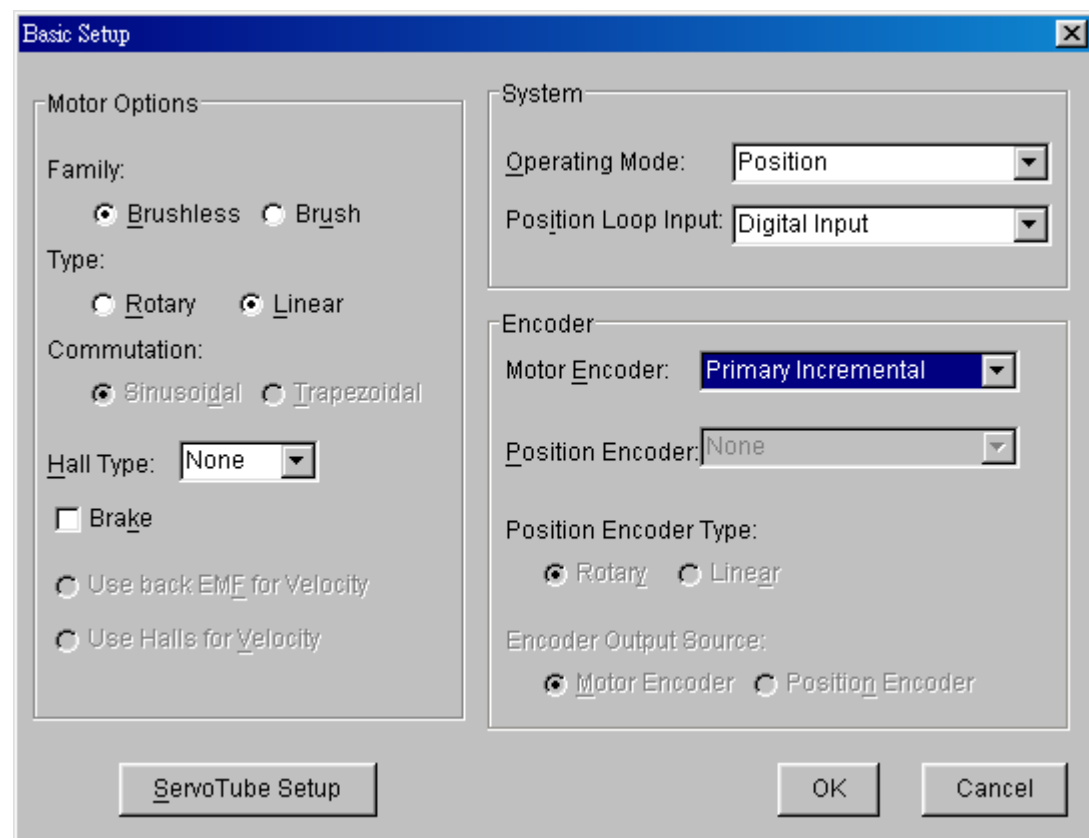 Basic Setup
Motor Options
Family:
Brushless Brush
Type:
Rotary Linear
Commutation:
Sinusoidal Trapezoidal
Hall Type: None
Brake
Use back EMF for Velocity
Use Halls for Velocity
System
Operating Mode: Position
Position Loop Input: Digital Input
Encoder
Motor Encoder: Primary Incremental
Position Encoder: None
Position Encoder Type:
Rotary Linear
Encoder Output Source:
Motor Encoder Position Encoder
ServoTube Setup
OK
Cancel